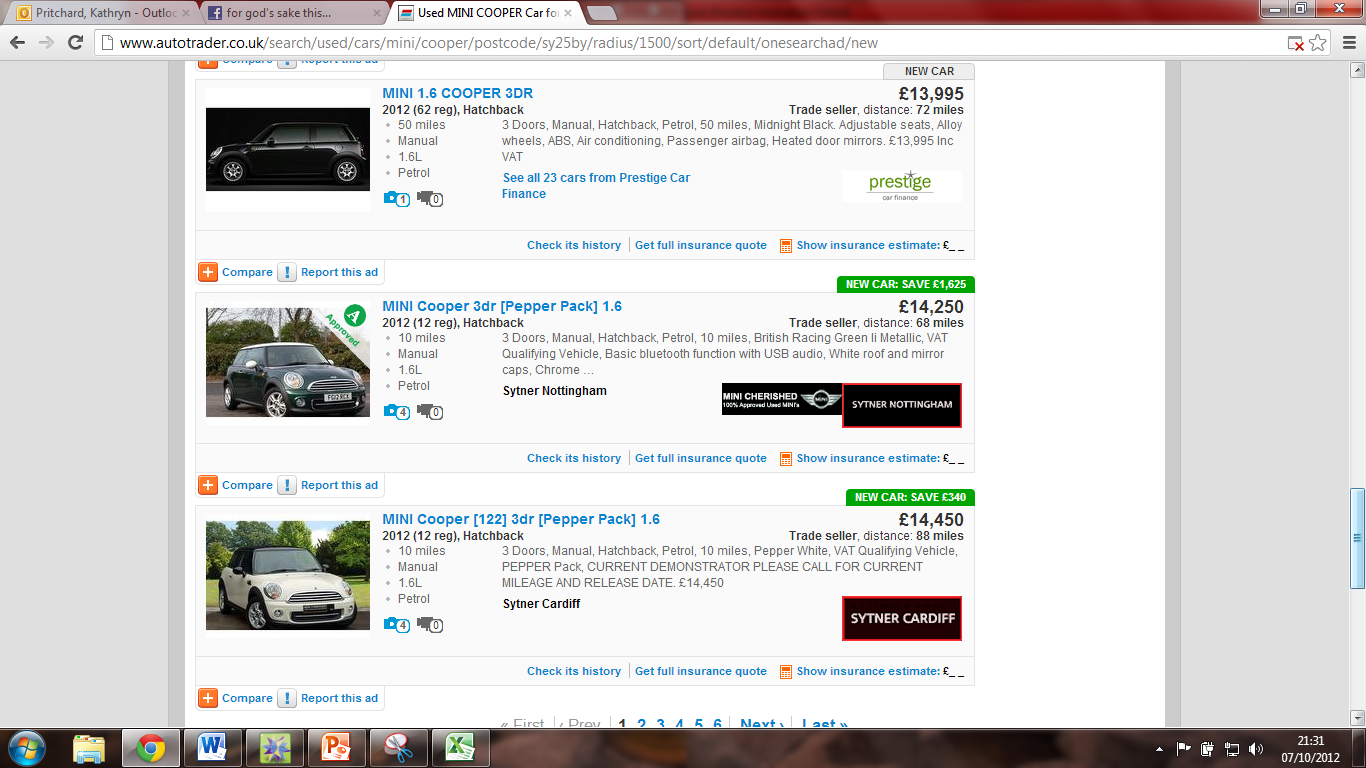 Pritchard, Kathryn - Outloo
for god's sake this...
Used MINI COOPER Car for
www.autotrader.co.uk/search/used/cars/mini/cooper/postcode/sy25by/radius/1500/sort/default/onesearchad/new
Compare Report this ad
NEW CAR
MINI 1.6 COOPER 3DR
£13,995
2012 (62 reg), Hatchback
Trade seller, distance: 72 miles
50 miles
Manual
1.6L
Petrol
3 Doors, Manual, Hatchback, Petrol, 50 miles, Midnight Black. Adjustable seats, Alloy
wheels, ABS, Air conditioning, Passenger airbag, Heated door mirrors. £13,995 Inc
VAT
See all 23 cars from Prestige Car
Finance
prestige
car finance
1 0
Check its history Get full insurance quote Show insurance estimate: £_ _
Compare Report this ad
NEW CAR: SAVE £1,625
MINI Cooper 3dr [Pepper Pack] 1.6
£14,250
2012 (12 reg), Hatchback
Trade seller, distance: 68 miles
Approved
10 miles
Manual
1.6L
Petrol
3 Doors, Manual, Hatchback, Petrol, 10 miles, British Racing Green Ii Metallic, VAT
Qualifying Vehicle, Basic bluetooth function with USB audio, White roof and mirror
caps, Chrome ...
Sytner Nottingham
MINI CHERISHED
100% Approved Used MINI's
SYTNER NOTTINGHAM
4 0
Check its history Get full insurance quote Show insurance estimate: £_ _
Compare Report this ad
NEW CAR: SAVE £340
MINI Cooper [122] 3dr [Pepper Pack] 1.6
£14,450
2012 (12 reg), Hatchback
Trade seller, distance: 88 miles
10 miles
Manual
1.6L
Petrol
3 Doors, Manual, Hatchback, Petrol, 10 miles, Pepper White, VAT Qualifying Vehicle,
PEPPER Pack, CURRENT DEMONSTRATOR PLEASE CALL FOR CURRENT
MILEAGE AND RELEASE DATE. £14,450
Sytner Cardiff
SYTNER CARDIFF
4 0
Check its history Get full insurance quote Show insurance estimate: £_ _
Compare Report this ad
« First ‹ Prev 1 2 3 4 5 6 Next › Last »
21:31
07/10/2012